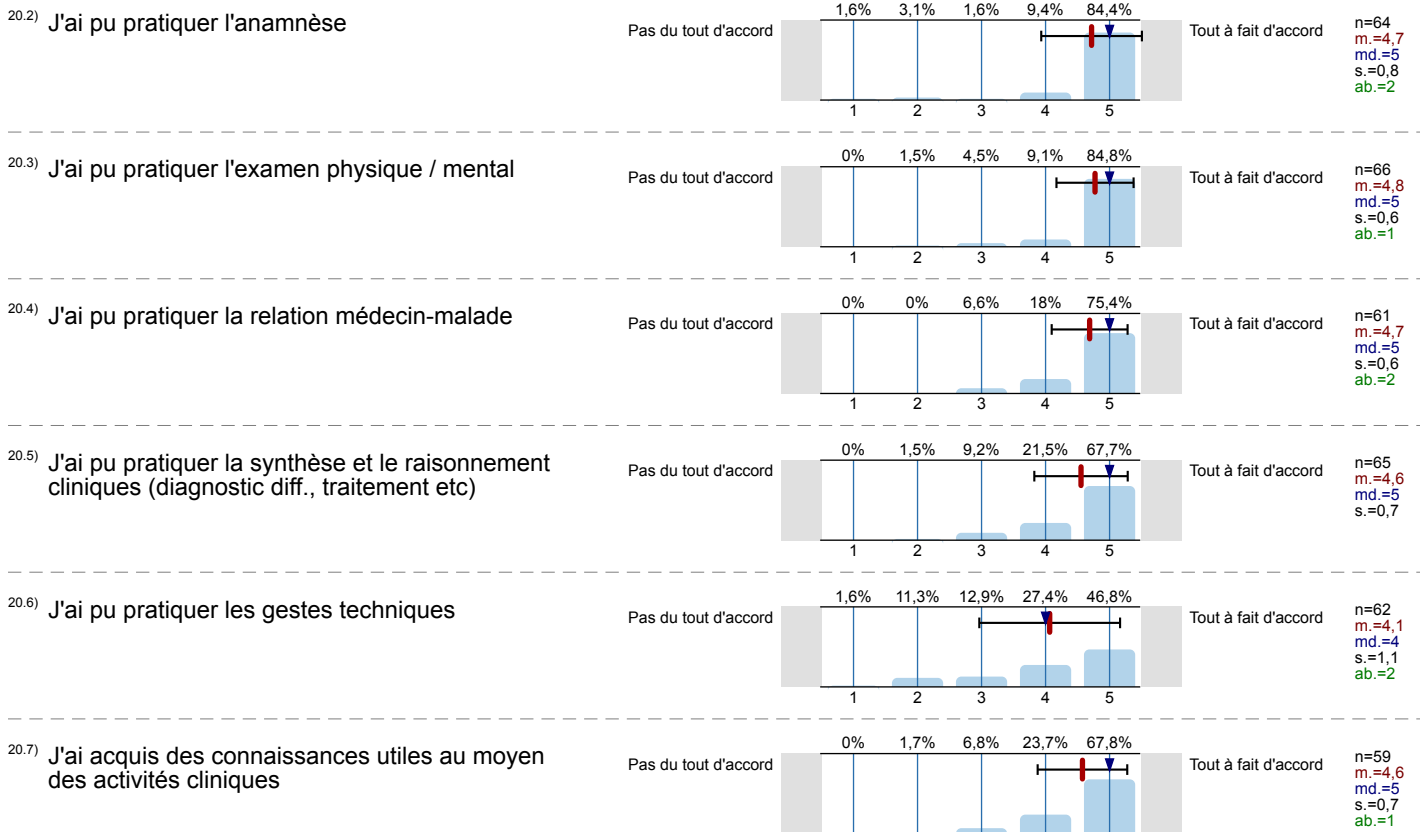 20.2) J'ai pu pratiquer l'anamnèse
Pas du tout d'accord
1,6% 3,1% 1,6% 9,4% 84,4%
1 2 3 4 5
Tout à fait d'accord
n=64
m.=4,7
md.=5
s.=0,8
ab.=2
20.3) J'ai pu pratiquer l'examen physique / mental
Pas du tout d'accord
0% 1,5% 4,5% 9,1% 84,8%
1 2 3 4 5
Tout à fait d'accord
n=66
m.=4,8
md.=5
s.=0,6
ab.=1
20.4) J'ai pu pratiquer la relation médecin-malade
Pas du tout d'accord
0% 0% 6,6% 18% 75,4%
1 2 3 4 5
Tout à fait d'accord
n=61
m.=4,7
md.=5
s.=0,6
ab.=2
20.5) J'ai pu pratiquer la synthèse et le raisonnement
cliniques (diagnostic diff., traitement etc)
Pas du tout d'accord
0% 1,5% 9,2% 21,5% 67,7%
1 2 3 4 5
Tout à fait d'accord
n=65
m.=4,6
md.=5
s.=0,7
20.6) J'ai pu pratiquer les gestes techniques
Pas du tout d'accord
1,6% 11,3% 12,9% 27,4% 46,8%
1 2 3 4 5
Tout à fait d'accord
n=62
m.=4,1
md.=4
s.=1,1
ab.=2
20.7) J'ai acquis des connaissances utiles au moyen
des activités cliniques
Pas du tout d'accord
0% 1,7% 6,8% 23,7% 67,8%
Tout à fait d'accord
n=59
m.=4,6
md.=5
s.=0,7
ab.=1